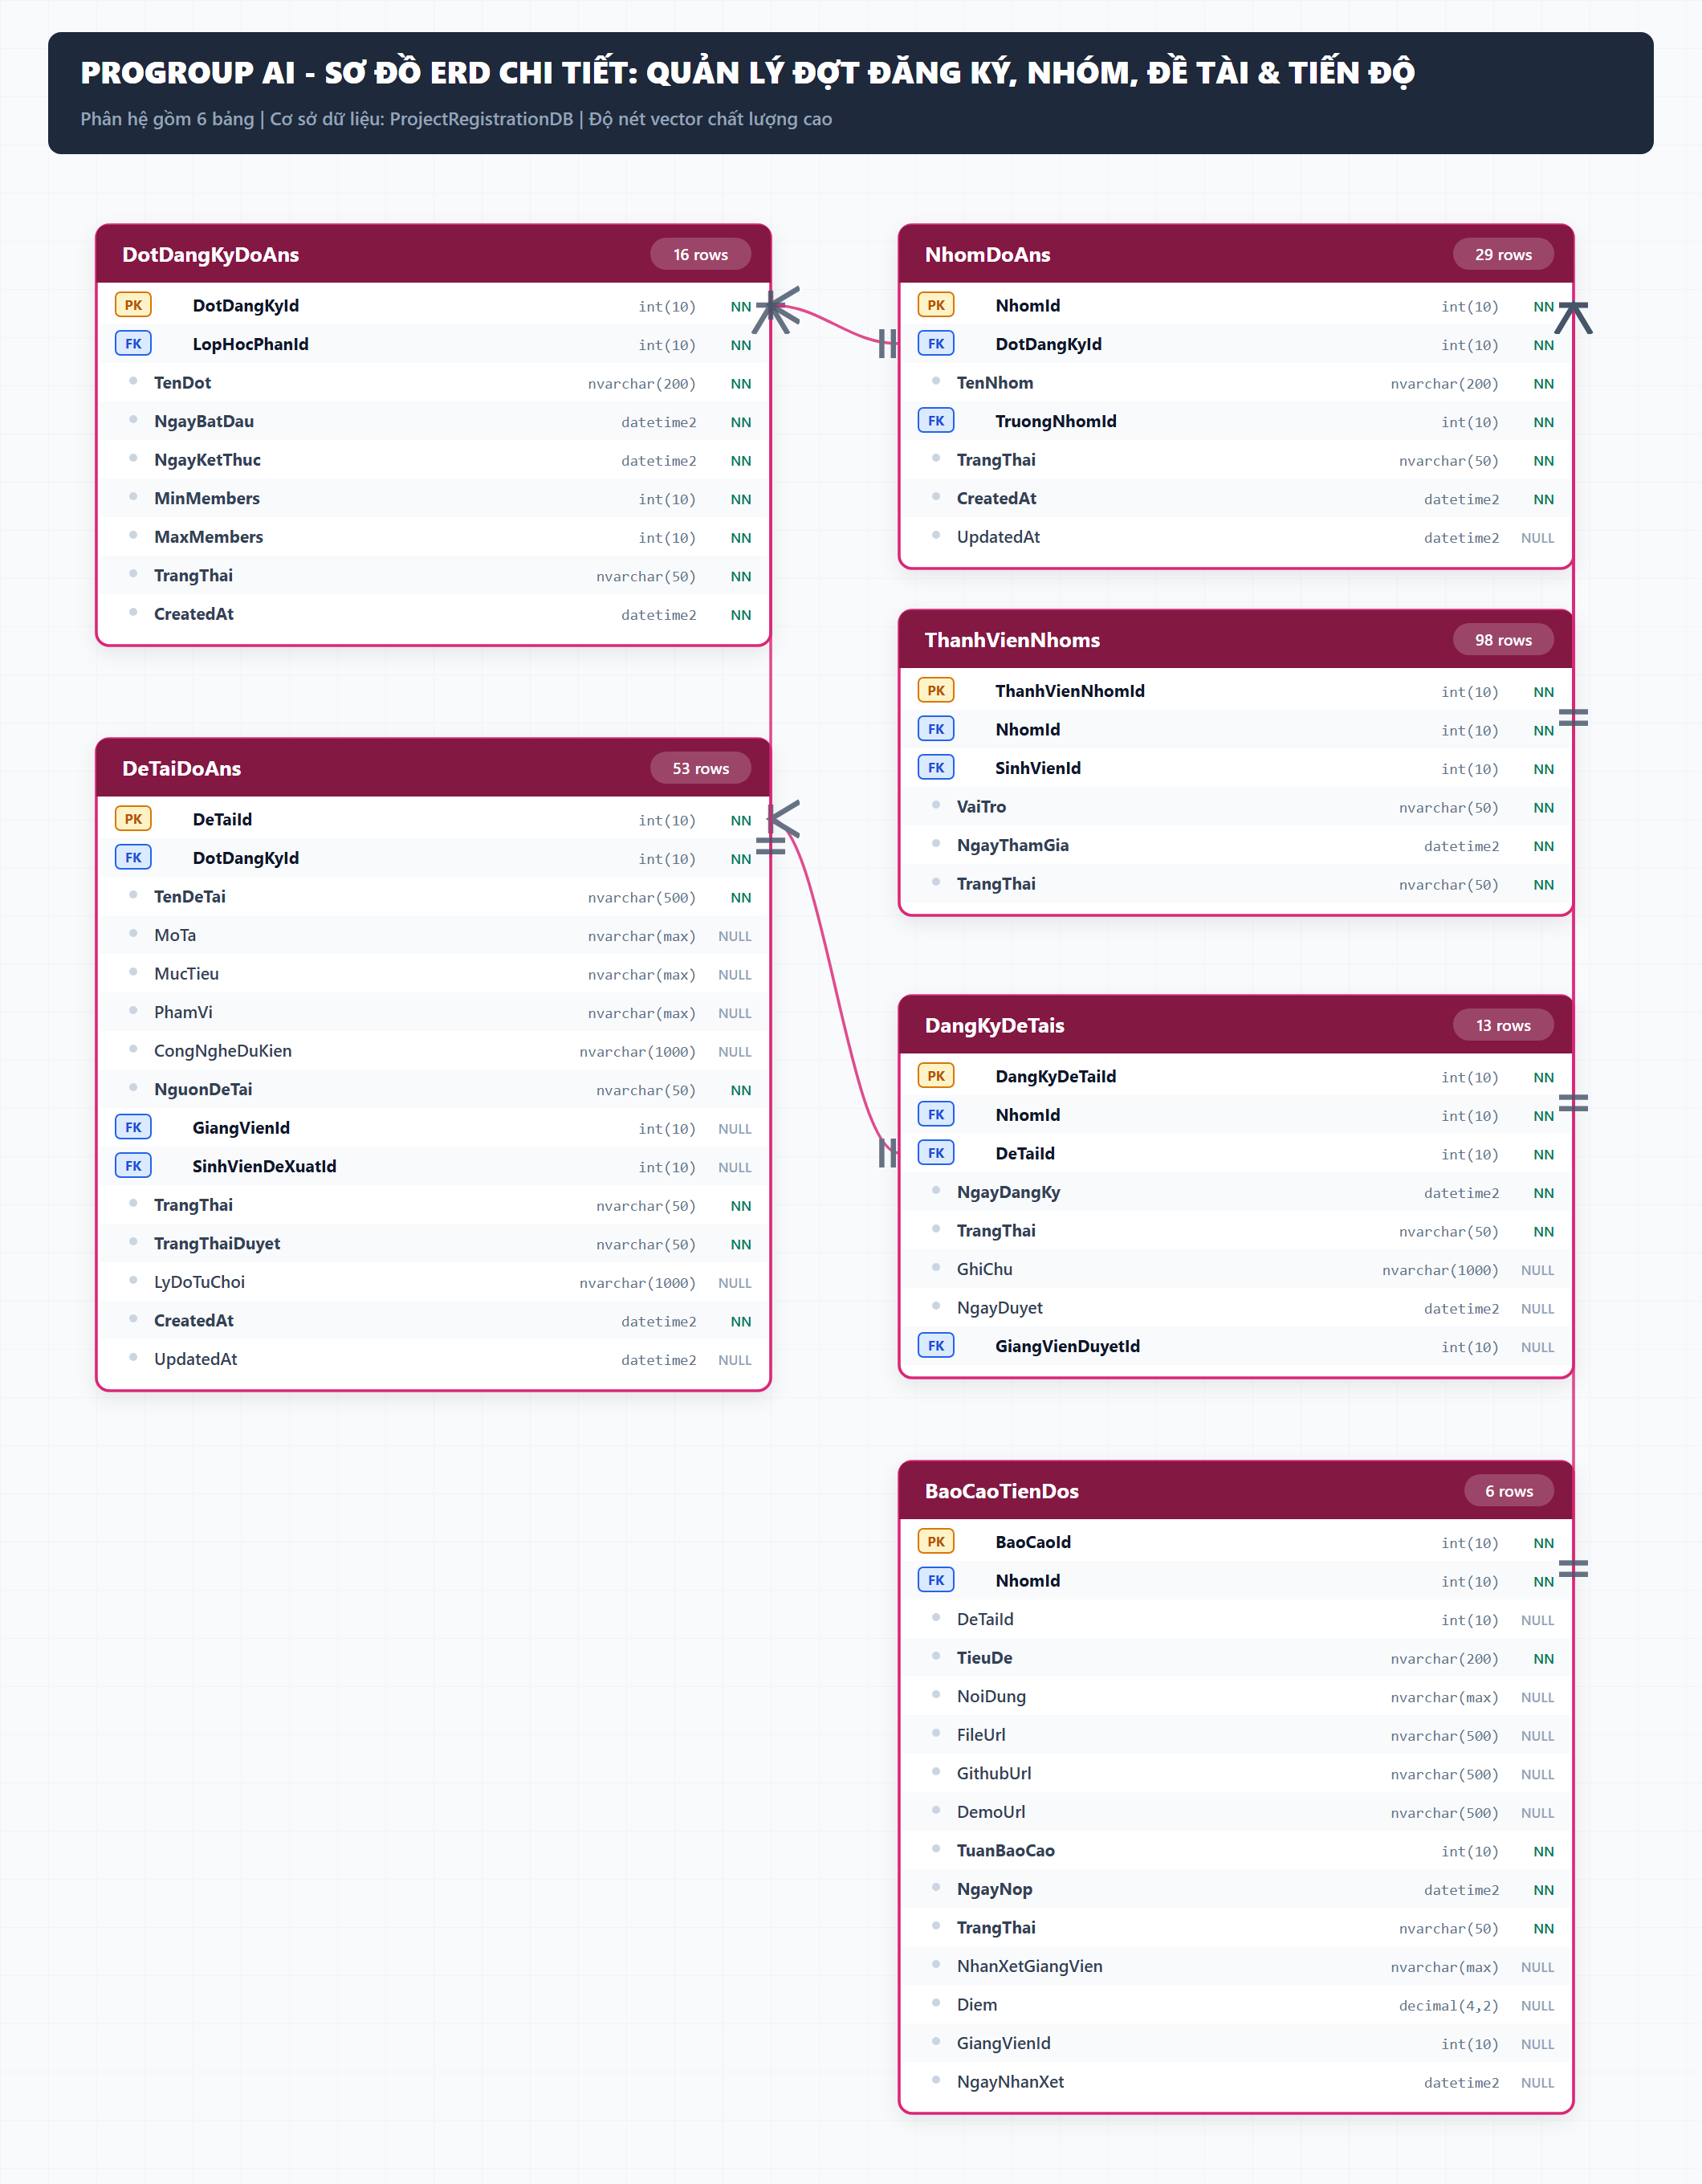 PROGROUP AI - SƠ ĐỒ ERD CHI TIẾT: QUẢN LÝ ĐỢT ĐĂNG KÝ, NHÓM, ĐỀ TÀI & TIẾN ĐỘ
Phân hệ gồm 6 bảng | Cơ sở dữ liệu: ProjectRegistrationDB | Độ nét vector chất lượng cao
DotDangKyDoAns 16 rows
PK DotDangKyId int(10) NN
FK LopHocPhanId int(10) NN
TenDot nvarchar(200) NN
NgayBatDau datetime2 NN
NgayKetThuc datetime2 NN
MinMembers int(10) NN
MaxMembers int(10) NN
TrangThai nvarchar(50) NN
CreatedAt datetime2 NN
DeTaiDoAns 53 rows
PK DeTaiId int(10) NN
FK DotDangKyId int(10) NN
TenDeTai nvarchar(500) NN
MoTa nvarchar(max) NULL
MucTieu nvarchar(max) NULL
PhamVi nvarchar(max) NULL
CongNgheDuKien nvarchar(1000) NULL
NguonDeTai nvarchar(50) NN
FK GiangVienId int(10) NULL
FK SinhVienDeXuatId int(10) NULL
TrangThai nvarchar(50) NN
TrangThaiDuyet nvarchar(50) NN
LyDoTuChoi nvarchar(1000) NULL
CreatedAt datetime2 NN
UpdatedAt datetime2 NULL
NhomDoAns 29 rows
PK NhomId int(10) NN
FK DotDangKyId int(10) NN
TenNhom nvarchar(200) NN
FK TruongNhomId int(10) NN
TrangThai nvarchar(50) NN
CreatedAt datetime2 NN
UpdatedAt datetime2 NULL
ThanhVienNhoms 98 rows
PK ThanhVienNhomId int(10) NN
FK NhomId int(10) NN
FK SinhVienId int(10) NN
VaiTro nvarchar(50) NN
NgayThamGia datetime2 NN
TrangThai nvarchar(50) NN
DangKyDeTais 13 rows
PK DangKyDeTaiId int(10) NN
FK NhomId int(10) NN
FK DeTaiId int(10) NN
NgayDangKy datetime2 NN
TrangThai nvarchar(50) NN
GhiChu nvarchar(1000) NULL
NgayDuyet datetime2 NULL
FK GiangVienDuyetId int(10) NULL
BaoCaoTienDos 6 rows
PK BaoCaoId int(10) NN
FK NhomId int(10) NN
DeTaiId int(10) NULL
TieuDe nvarchar(200) NN
NoiDung nvarchar(max) NULL
FileUrl nvarchar(500) NULL
GithubUrl nvarchar(500) NULL
DemoUrl nvarchar(500) NULL
TuanBaoCao int(10) NN
NgayNop datetime2 NN
TrangThai nvarchar(50) NN
NhanXetGiangVien nvarchar(max) NULL
Diem decimal(4,2) NULL
GiangVienId int(10) NULL
NgayNhanXet datetime2 NULL